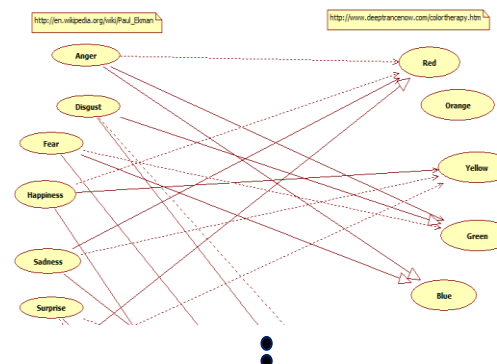 http://en.wikipedia.org/wiki/Paul_Ekman
http://www.deeptrancenow.com/colortherapy.htm
Anger
Red
Disgust
Orange
Fear
Yellow
Happiness
Green
Sadness
Blue
Surprise